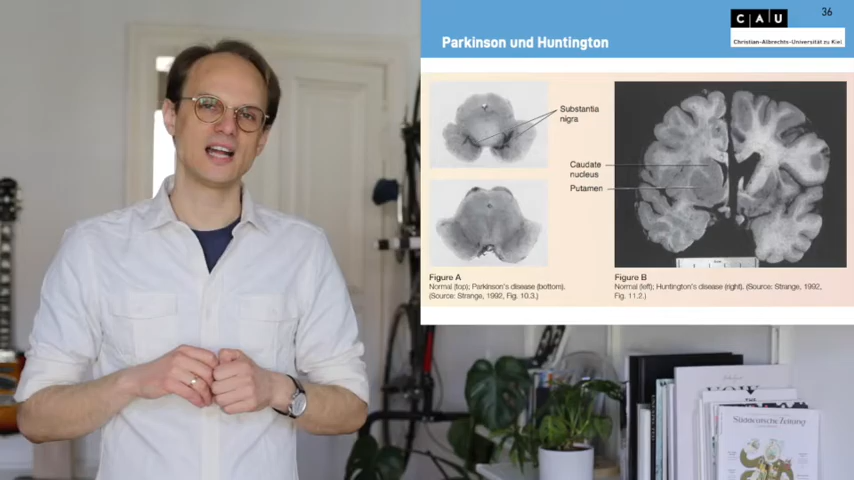 36
CAU
Christian-Albrechts-Universität zu Kiel
Parkinson und Huntington
Substantia
nigra
Caudate
nucleus
Putamen
Figure A
Normal (top); Parkinson's disease (bottom).
(Source: Strange, 1992, Fig. 10.3.)
Figure B
Normal (left); Huntington's disease (right). (Source: Strange, 1992,
Fig. 11.2.)
Süddeutsche Zeitung